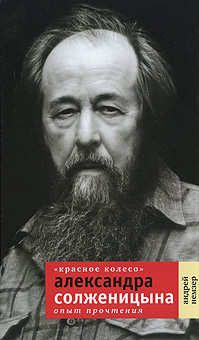 «красное колесо»
александра
солженицына
опыт прочтения
андрей немзер